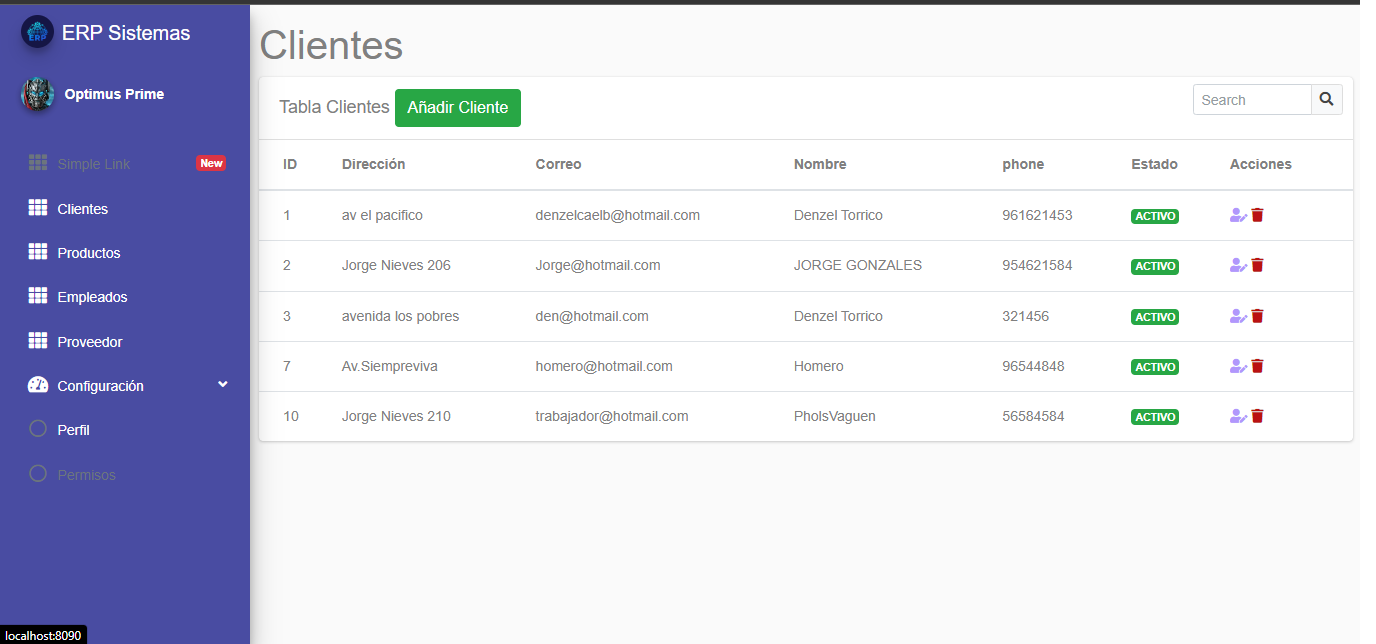 ERP Sistemas
ERP
Optimus Prime
Simple Link New
Clientes
Productos
Empleados
Proveedor
Configuración
Perfil
Permisos
localhost:8090
Clientes
Tabla Clientes Añadir Cliente Search
ID Dirección Correo Nombre phone Estado Acciones
1 av el pacifico denzelcaelb@hotmail.com Denzel Torrico 961621453 ACTIVO
2 Jorge Nieves 206 Jorge@hotmail.com JORGE GONZALES 954621584 ACTIVO
3 avenida los pobres den@hotmail.com Denzel Torrico 321456 ACTIVO
7 Av.Siempreviva homero@hotmail.com Homero 96544848 ACTIVO
10 Jorge Nieves 210 trabajador@hotmail.com PholsVaguen 56584584 ACTIVO